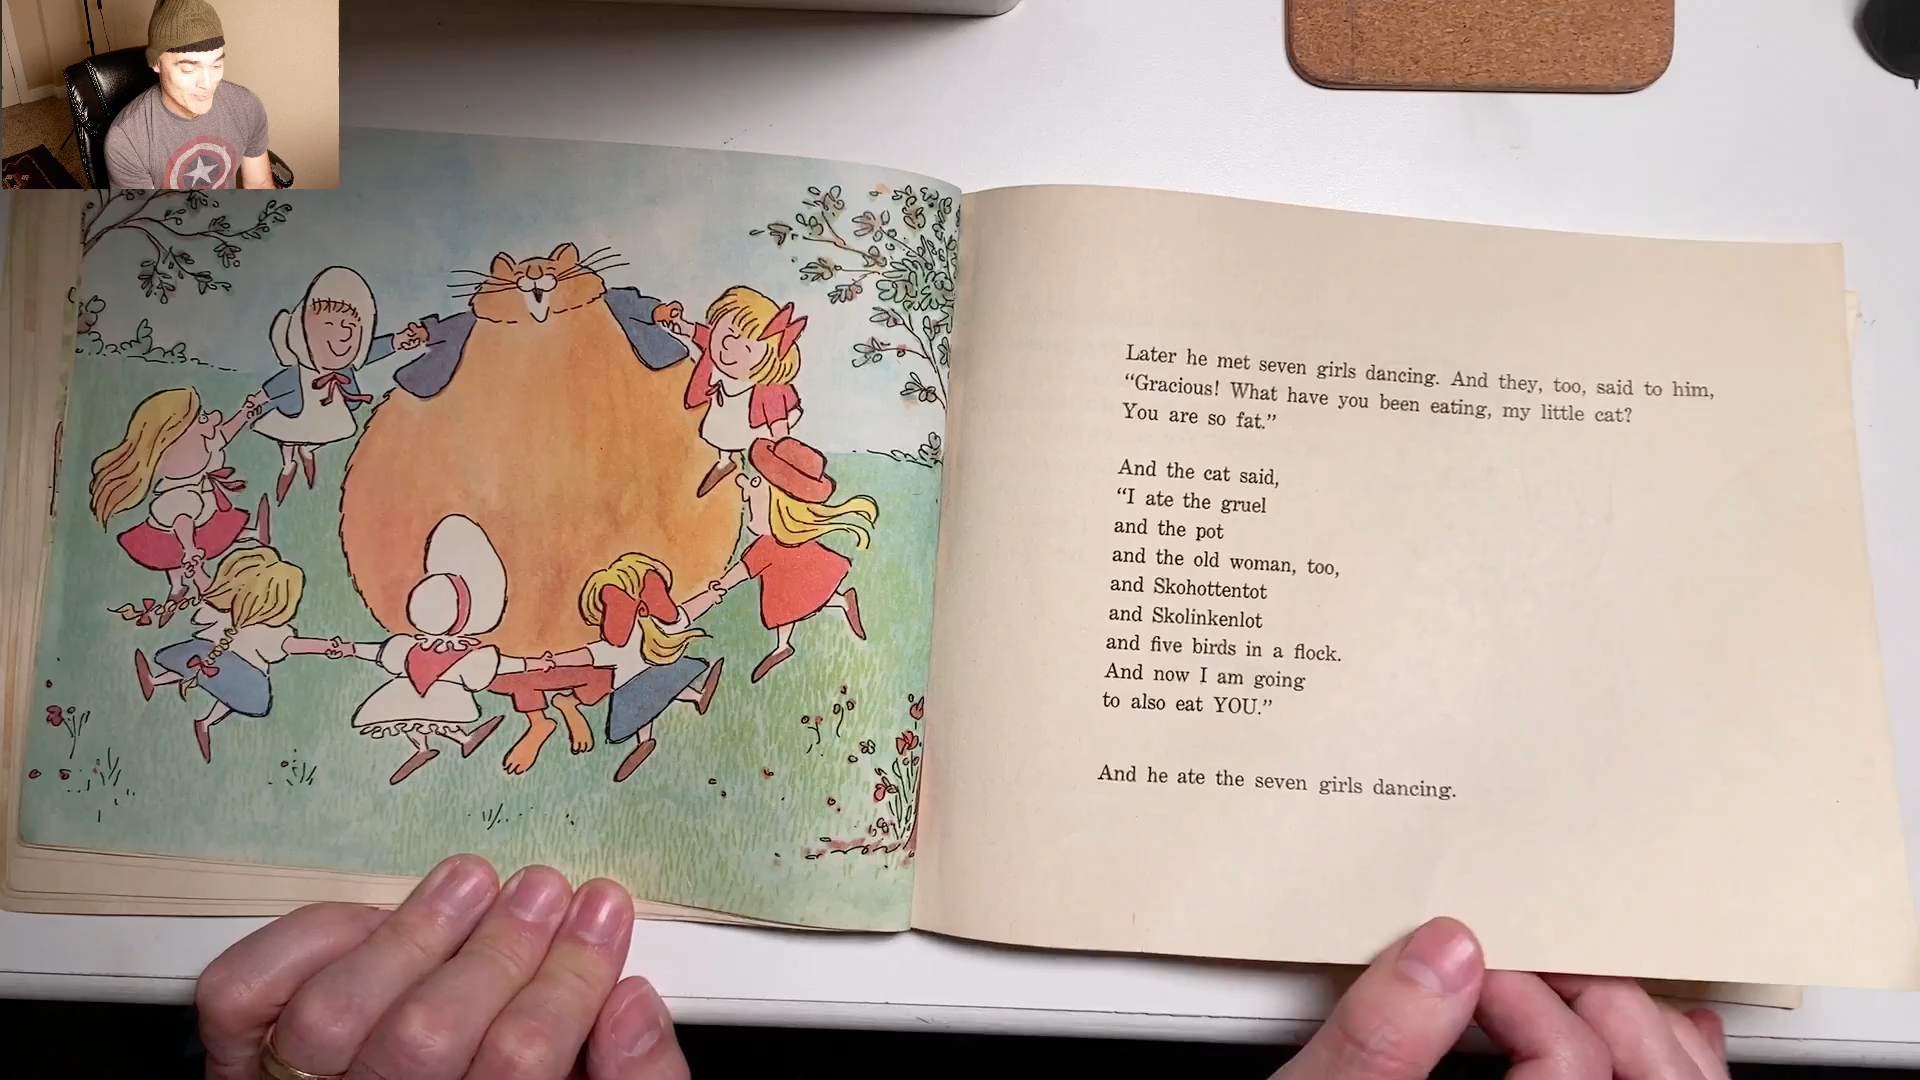 Later he met seven girls dancing. And they, too, said to him,
“Gracious! What have you been eating, my little cat?
You are so fat.”
And the cat said,
“I ate the gruel
and the pot
and the old woman, too,
and Skohottentot
and Skolinkenlot
and five birds in a flock.
And now I am going
to also eat YOU.”
And he ate the seven girls dancing.